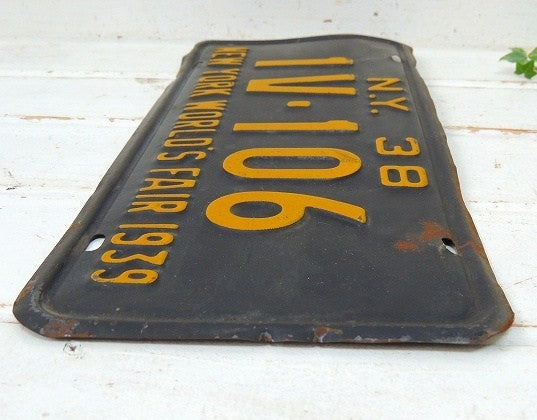 N.Y. 38
1V·106
NEW YORK WORLD'S FAIR 1939